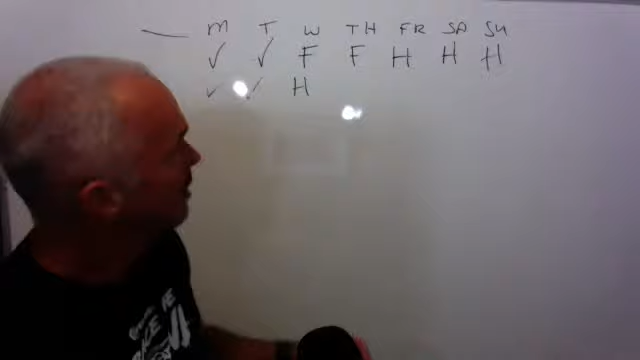 M T W TH FR SA SU
✓ ✓ F F H H H
✓ ✓ H